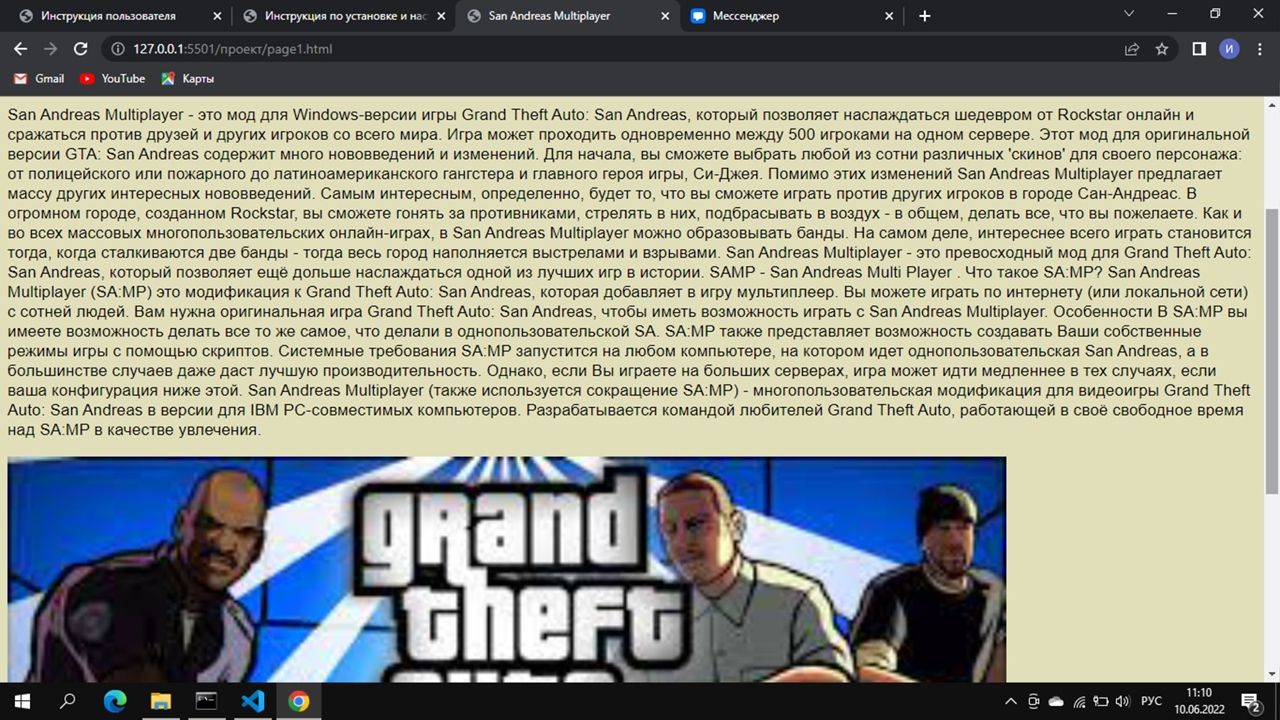 Инструкция пользователя
Инструкция по установке и нас
San Andreas Multiplayer
Мессенджер
127.0.0.1:5501/проект/page1.html
И
Gmail
YouTube
Карты
San Andreas Multiplayer - это мод для Windows-версии игры Grand Theft Auto: San Andreas, который позволяет наслаждаться шедевром от Rockstar онлайн и
сражаться против друзей и других игроков со всего мира. Игра может проходить одновременно между 500 игроками на одном сервере. Этот мод для оригинальной
версии GTA: San Andreas содержит много нововведений и изменений. Для начала, вы сможете выбрать любой из сотни различных 'скинов' для своего персонажа:
от полицейского или пожарного до латиноамериканского гангстера и главного героя игры, Си-Джея. Помимо этих изменений San Andreas Multiplayer предлагает
массу других интересных нововведений. Самым интересным, определенно, будет то, что вы сможете играть против других игроков в городе Сан-Андреас. В
огромном городе, созданном Rockstar, вы сможете гонять за противниками, стрелять в них, подбрасывать в воздух - в общем, делать все, что вы пожелаете. Как и
во всех массовых многопользовательских онлайн-играх, в San Andreas Multiplayer можно образовывать банды. На самом деле, интереснее всего играть становится
тогда, когда сталкиваются две банды - тогда весь город наполняется выстрелами и взрывами. San Andreas Multiplayer - это превосходный мод для Grand Theft Auto:
San Andreas, который позволяет ещё дольше наслаждаться одной из лучших игр в истории. SAMP - San Andreas Multi Player . Что такое SA:MP? San Andreas
Multiplayer (SA:MP) это модификация к Grand Theft Auto: San Andreas, которая добавляет в игру мультиплеер. Вы можете играть по интернету (или локальной сети)
с сотней людей. Вам нужна оригинальная игра Grand Theft Auto: San Andreas, чтобы иметь возможность играть с San Andreas Multiplayer. Особенности В SA:MP вы
имеете возможность делать все то же самое, что делали в однопользовательской SA. SA:MP также представляет возможность создавать Ваши собственные
режимы игры с помощью скриптов. Системные требования SA:MP запустится на любом компьютере, на котором идет однопользовательская San Andreas, а в
большинстве случаев даже даст лучшую производительность. Однако, если Вы играете на больших серверах, игра может идти медленнее в тех случаях, если
ваша конфигурация ниже этой. San Andreas Multiplayer (также используется сокращение SA:MP) - многопользовательская модификация для видеоигры Grand Theft
Auto: San Andreas в версии для IBM PC-совместимых компьютеров. Разрабатывается командой любителей Grand Theft Auto, работающей в своё свободное время
над SA:MP в качестве увлечения.
grand
theft
auto
РУС
11:10
10.06.2022
2